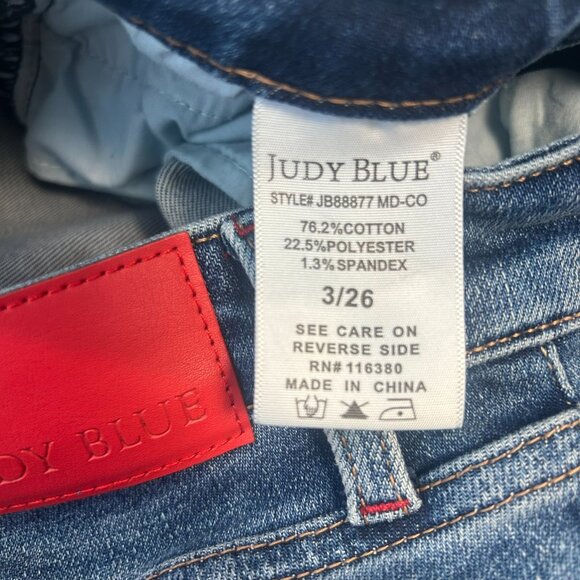 JUDY BLUE®
STYLE# JB88877 MD-CO
76.2%COTTON
22.5%POLYESTER
1.3%SPANDEX
3/26
SEE CARE ON
REVERSE SIDE
RN# 116380
MADE IN CHINA
UDY BLUE